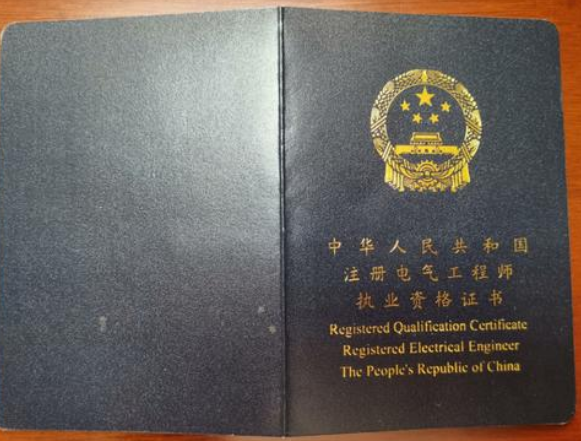 中华人民共和国
注册电气工程师
执业资格证书
Registered Qualification Certificate
Registered Electrical Engineer
The People's Republic of China